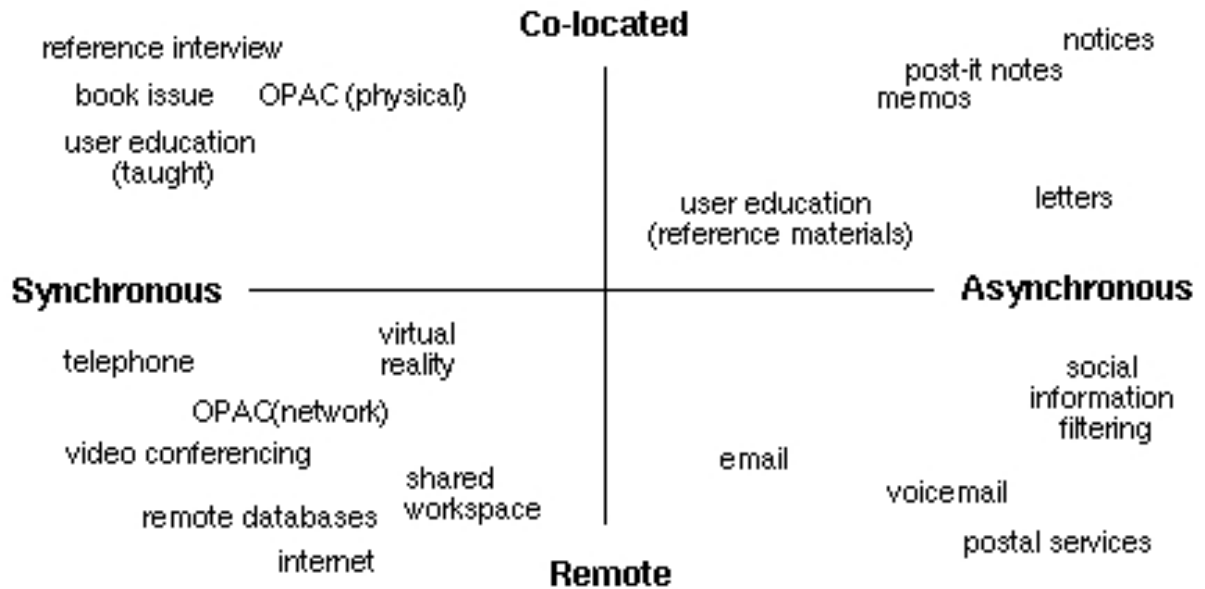 Co-located
reference interview
notices
post-it notes
book issue
OPAC (physical)
memos
user education
(taught)
user education
(reference materials)
letters
Synchronous
Asynchronous
virtual
reality
telephone
social
information
filtering
OPAC(network)
video conferencing
email
shared
workspace
voicemail
remote databases
postal services
internet
Remote